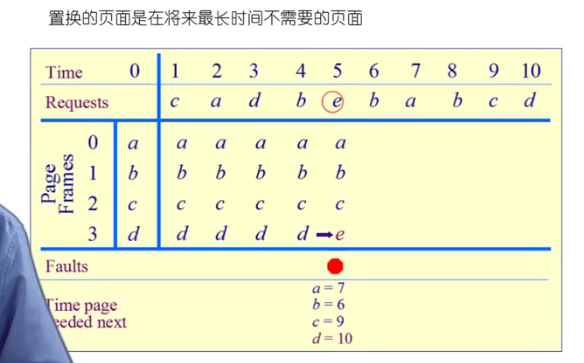 置换的页面是在将来最长时间不需要的页面
Time 0 1 2 3 4 5 6 7 8 9 10
Requests c a d b e b a b c d
Page Frames
0 a a a a a a
1 b b b b b b
2 c c c c c c
3 d d d d d ➡e
Faults
Time page a = 7
needed next b = 6
c = 9
d = 10